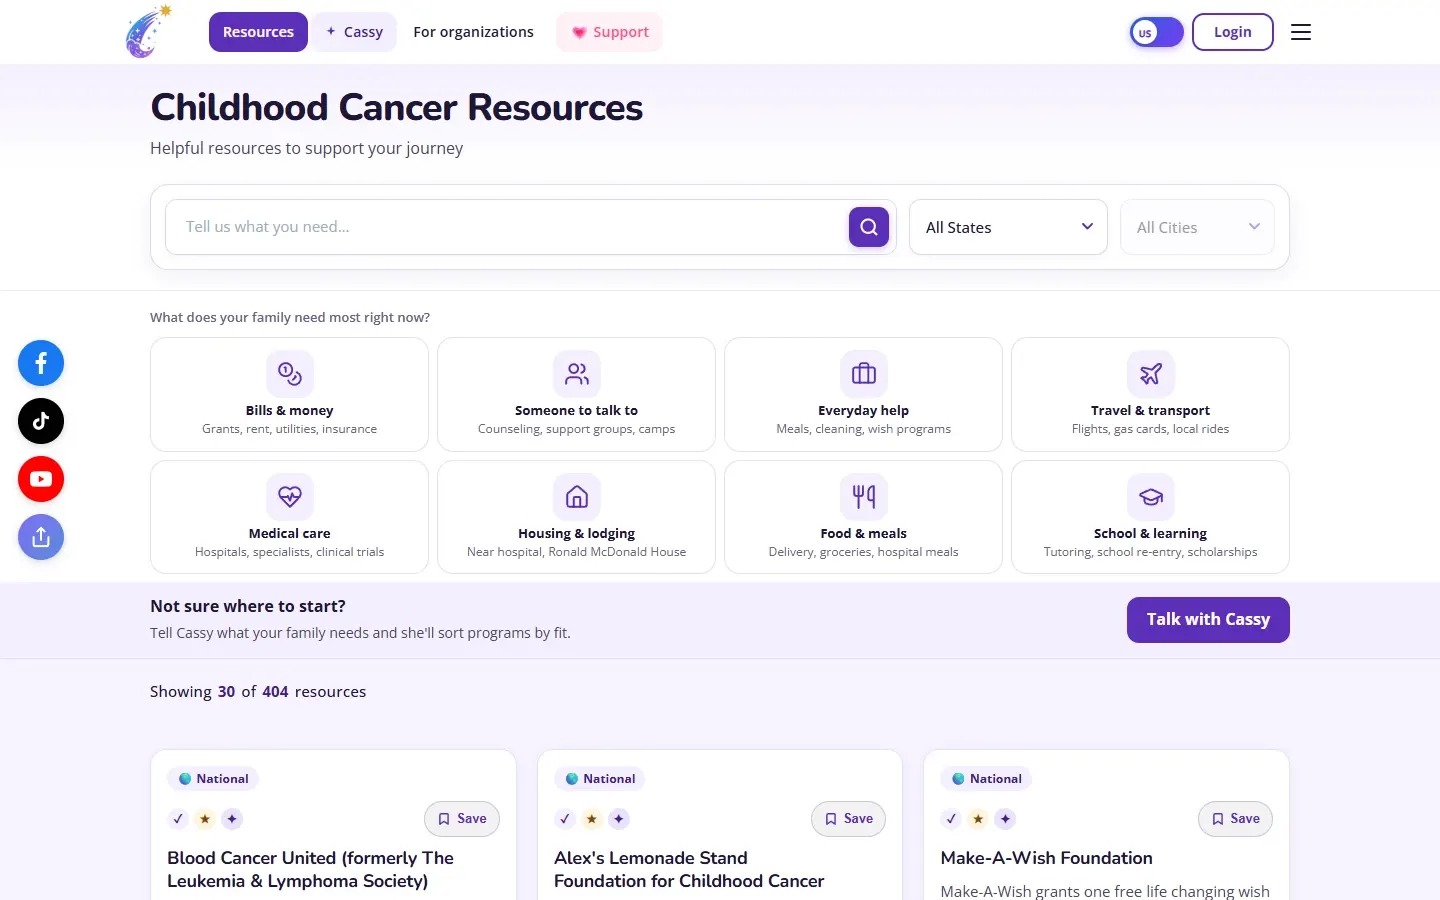 Resources
Cassy
For organizations
Support
US
Login
Childhood Cancer Resources
Helpful resources to support your journey
Tell us what you need...
All States
All Cities
What does your family need most right now?
Bills & money
Grants, rent, utilities, insurance
Someone to talk to
Counseling, support groups, camps
Everyday help
Meals, cleaning, wish programs
Travel & transport
Flights, gas cards, local rides
Medical care
Hospitals, specialists, clinical trials
Housing & lodging
Near hospital, Ronald McDonald House
Food & meals
Delivery, groceries, hospital meals
School & learning
Tutoring, school re-entry, scholarships
Not sure where to start?
Tell Cassy what your family needs and she'll sort programs by fit.
Talk with Cassy
Showing 30 of 404 resources
National
Save
Blood Cancer United (formerly The
Leukemia & Lymphoma Society)
National
Save
Alex's Lemonade Stand
Foundation for Childhood Cancer
National
Save
Make-A-Wish Foundation
Make-A-Wish grants one free life changing wish